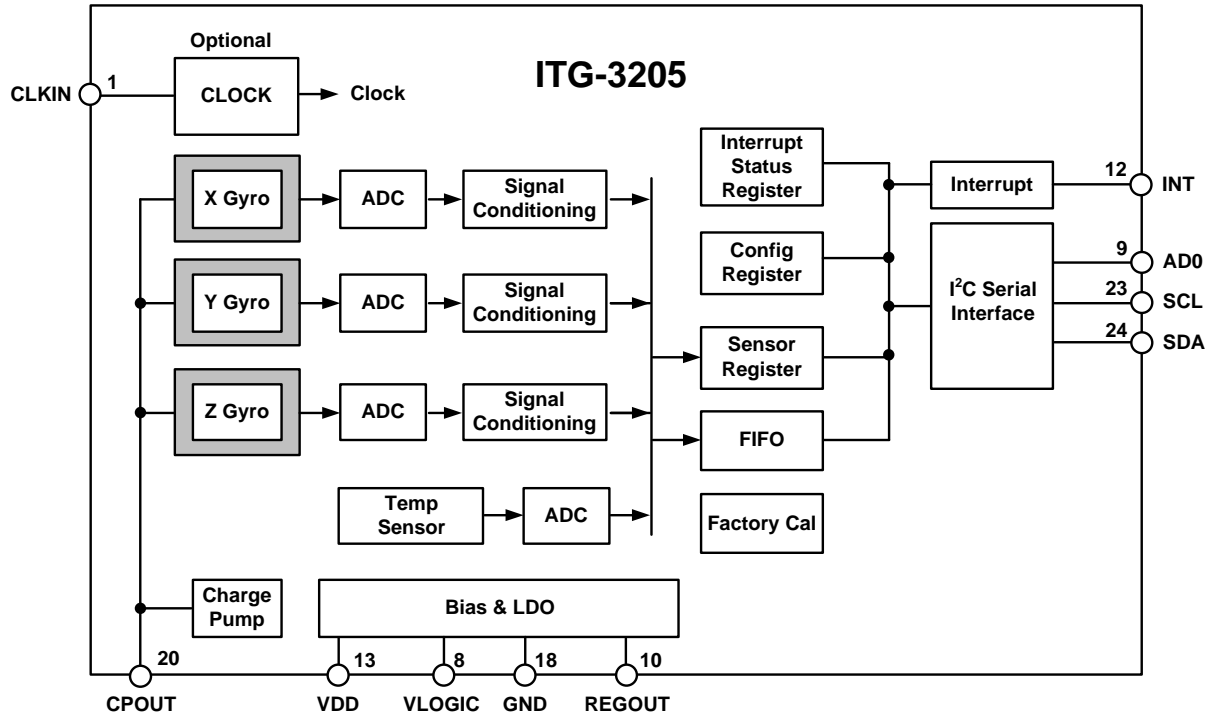 Optional
ITG-3205
CLKIN
1
CLOCK
Clock
Interrupt
Status
Register
X Gyro
ADC
Signal
Conditioning
Interrupt
12
INT
Config
Register
Y Gyro
ADC
Signal
Conditioning
I²C Serial
Interface
9
AD0
23
SCL
24
SDA
Sensor
Register
Z Gyro
ADC
Signal
Conditioning
FIFO
Temp
Sensor
ADC
Factory Cal
Charge
Pump
Bias & LDO
20
13
8
18
10
CPOUT
VDD
VLOGIC
GND
REGOUT